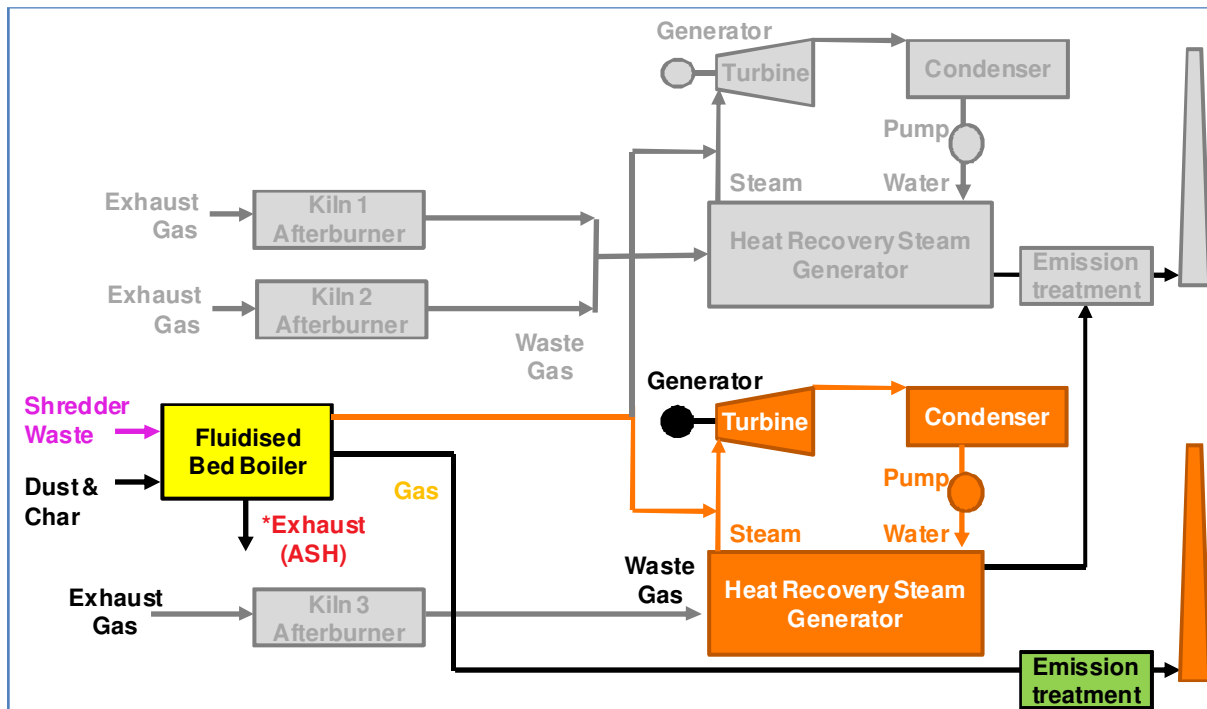 Generator
Turbine
Condenser
Pump
Steam
Water
Exhaust
Gas
Kiln 1
Afterburner
Heat Recovery Steam
Generator
Emission
treatment
Exhaust
Gas
Kiln 2
Afterburner
Waste
Gas
Generator
Turbine
Condenser
Shredder
Waste
Fluidised
Bed Boiler
Dust &
Char
Gas
Pump
*Exhaust
(ASH)
Steam
Water
Waste
Gas
Heat Recovery Steam
Generator
Exhaust
Gas
Kiln 3
Afterburner
Emission
treatment